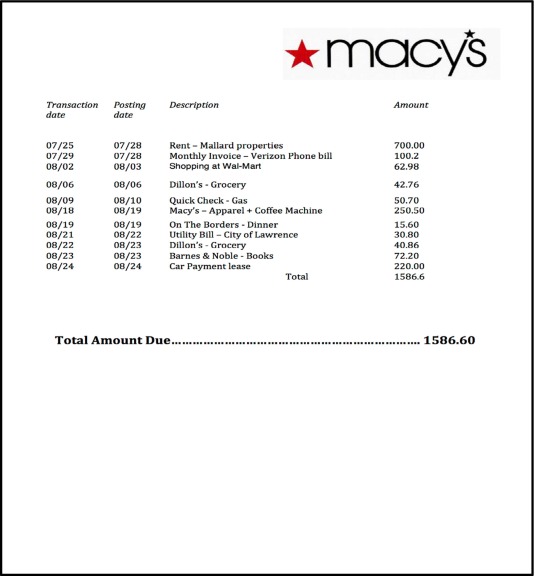 macy's
Transaction date Posting date Description Amount
07/25 07/28 Rent – Mallard properties 700.00
07/29 07/28 Monthly Invoice – Verizon Phone bill 100.2
08/02 08/03 Shopping at Wal-Mart 62.98
08/06 08/06 Dillon's - Grocery 42.76
08/09 08/10 Quick Check - Gas 50.70
08/18 08/19 Macy's – Apparel + Coffee Machine 250.50
08/19 08/19 On The Borders - Dinner 15.60
08/21 08/22 Utility Bill – City of Lawrence 30.80
08/22 08/23 Dillon's - Grocery 40.86
08/23 08/23 Barnes & Noble - Books 72.20
08/24 08/24 Car Payment lease 220.00
Total 1586.6
Total Amount Due……………………………………………………………. 1586.60